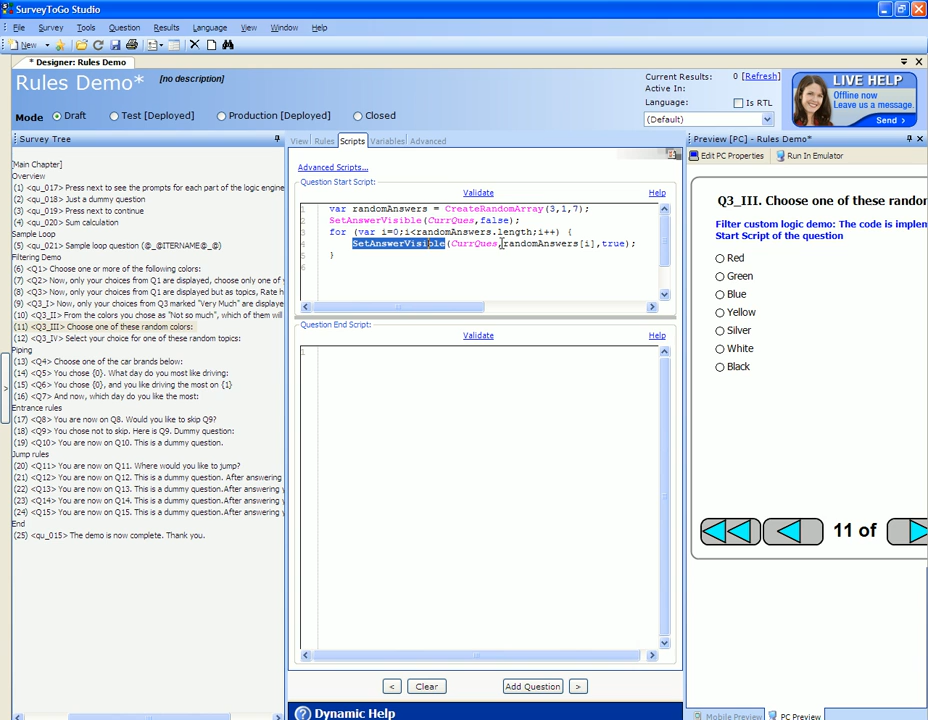 SurveyToGo Studio
File Survey Tools Question Results Language View Window Help
New
* Designer: Rules Demo
Rules Demo* [no description]
Current Results: 0 [Refresh]
Active In:
Language: Is RTL
(Default)
LIVE HELP
Offline now
Leave us a message.
Send >
Mode Draft Test [Deployed] Production [Deployed] Closed
Survey Tree
[Main Chapter]
Overview
(1) <qu_017> Press next to see the prompts for each part of the logic engine
(2) <qu_018> Just a dummy question
(3) <qu_019> Press next to continue
(4) <qu_020> Sum calculation
Sample Loop
(5) <qu_021> Sample loop question (@_@ITERNAME@_@)
Filtering Demo
(6) <Q1> Choose one or more of the following colors:
(7) <Q2> Now, only your choices from Q1 are displayed, choose only one of
(8) <Q3> Now, only your choices from Q1 are displayed but as topics, Rate h
(9) <Q3_I> Now, only your choices from Q3 marked "Very Much" are displaye
(10) <Q3_II> From the colors you chose as "Not so much", which of them will
(11) <Q3_III> Choose one of these random colors:
(12) <Q3_IV> Select your choice for one of these random topics:
Piping
(13) <Q4> Choose one of the car brands below:
(14) <Q5> You chose {0}. What day do you most like driving:
(15) <Q6> You chose {0}, and you like driving the most on {1}
(16) <Q7> And now, which day do you like the most:
Entrance rules
(17) <Q8> You are now on Q8. Would you like to skip Q9?
(18) <Q9> You chose not to skip. Here is Q9. Dummy question:
(19) <Q10> You are now on Q10. This is a dummy question.
Jump rules
(20) <Q11> You are now on Q11. Where would you like to jump?
(21) <Q12> You are now on Q12. This is a dummy question. After answering
(22) <Q13> You are now on Q13. This is a dummy question.After answering y
(23) <Q14> You are now on Q14. This is a dummy question.After answering y
(24) <Q15> You are now on Q15. This is a dummy question.After answering y
End
(25) <qu_015> The demo is now complete. Thank you.
View Rules Scripts Variables Advanced
Advanced Scripts...
Question Start Script:
Validate Help
1 var randomAnswers = CreateRandomArray(3,1,7);
2 SetAnswerVisible(CurrQues,false);
3 for (var i=0;i<randomAnswers.length;i++) {
4 SetAnswerVisible(CurrQues,randomAnswers[i],true);
5 }
6
Question End Script:
Validate Help
1
< Clear Add Question >
Dynamic Help
Preview [PC] - Rules Demo*
Edit PC Properties Run In Emulator
Q3_III. Choose one of these randor
Filter custom logic demo: The code is implen
Start Script of the question
Red
Green
Blue
Yellow
Silver
White
Black
11 of
Mobile Preview PC Preview